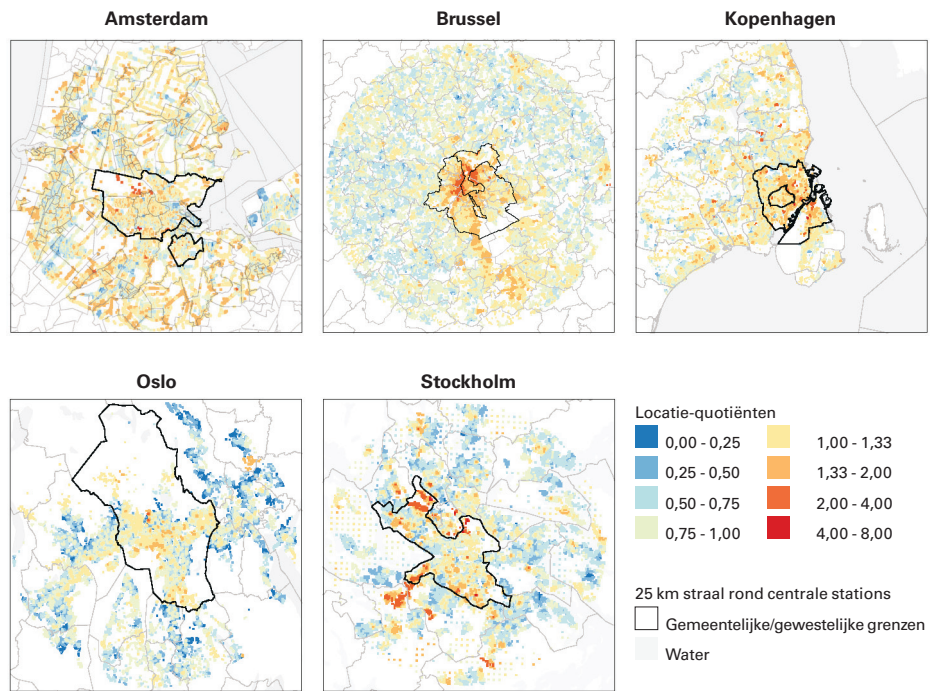 Amsterdam
Brussel
Kopenhagen
Oslo
Stockholm
Locatie-quotiënten
0,00 - 0,25
0,25 - 0,50
0,50 - 0,75
0,75 - 1,00
1,00 - 1,33
1,33 - 2,00
2,00 - 4,00
4,00 - 8,00
25 km straal rond centrale stations
Gemeentelijke/gewestelijke grenzen
Water